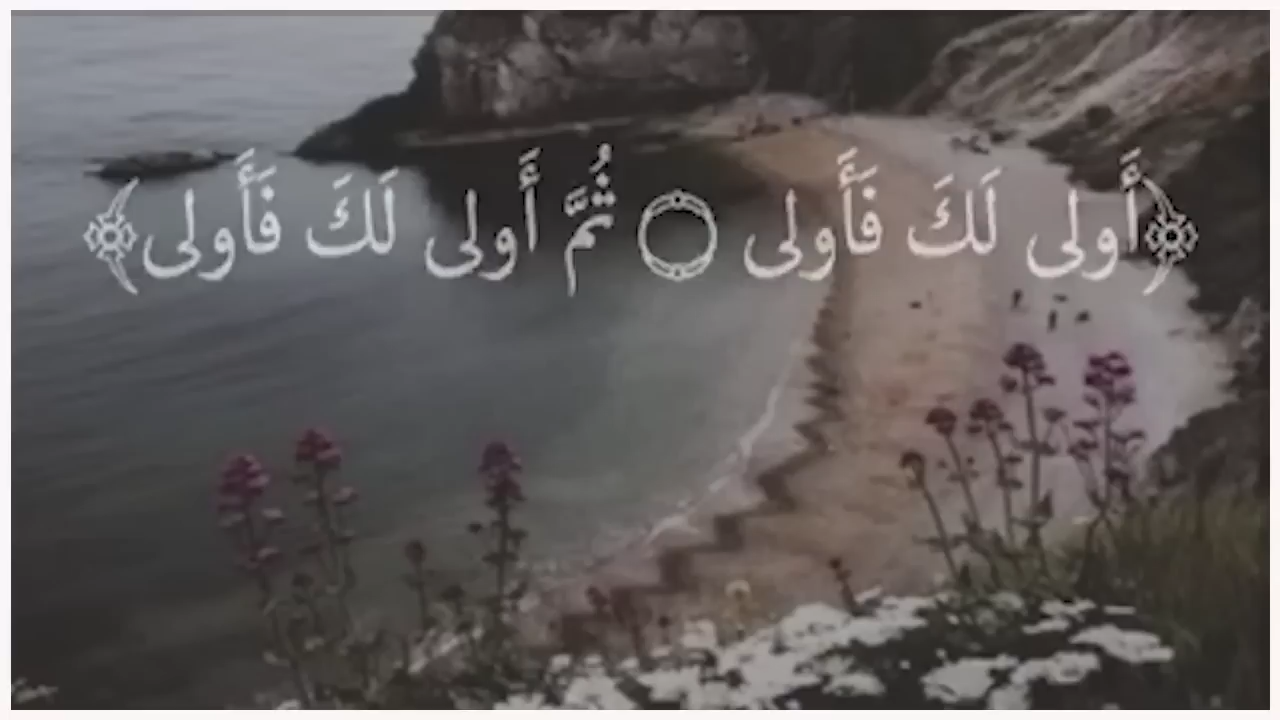 ﴿أَولى لَكَ فَأَولى ۝ ثُمَّ أَولى لَكَ فَأَولى﴾